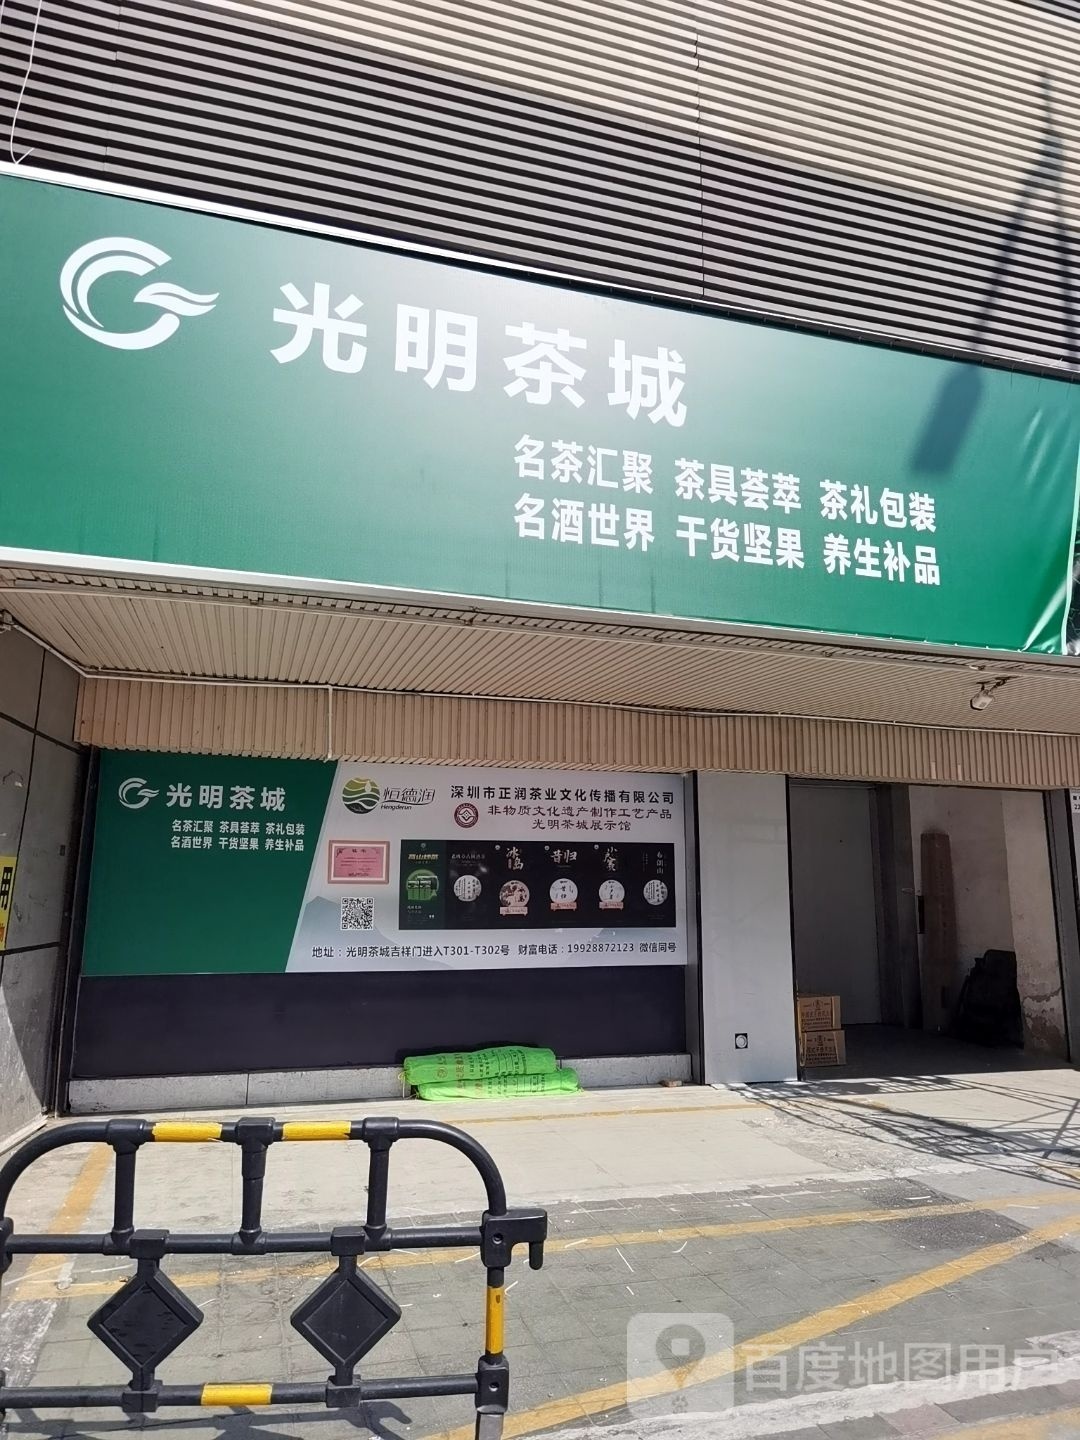 光明茶城
名茶汇聚 茶具荟萃 茶礼包装
名酒世界 干货坚果 养生补品
光明茶城
名茶汇聚 茶具荟萃 茶礼包装
名酒世界 干货坚果 养生补品
恒德润
Hengderun
深圳市正润茶业文化传播有限公司
非物质文化遗产制作工艺产品
光明茶城展示馆
冰岛
昔归
地址：光明茶城吉祥门进入T301-T302号 财富电话：19928872123 微信同号
百度地图用户